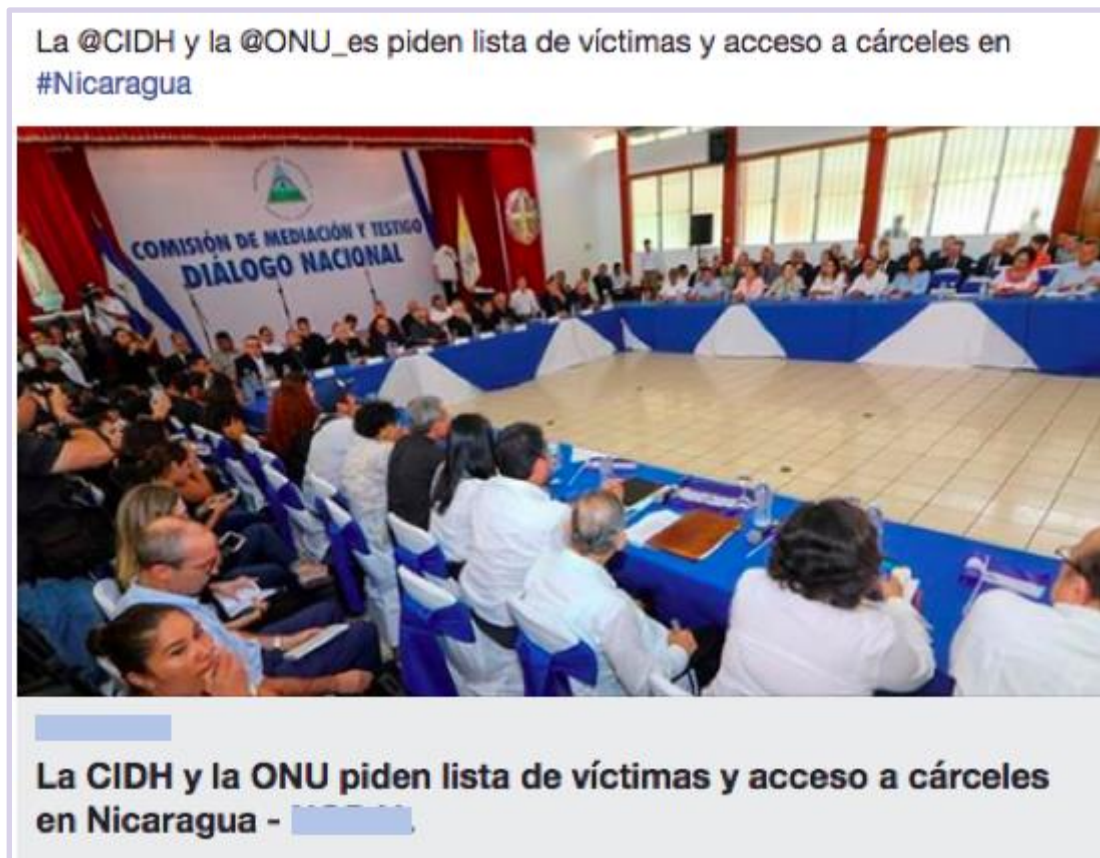 La @CIDH y la @ONU_es piden lista de víctimas y acceso a cárceles en
#Nicaragua
COMISIÓN DE MEDIACIÓN Y TESTIGO
DIÁLOGO NACIONAL
La CIDH y la ONU piden lista de víctimas y acceso a cárceles
en Nicaragua -